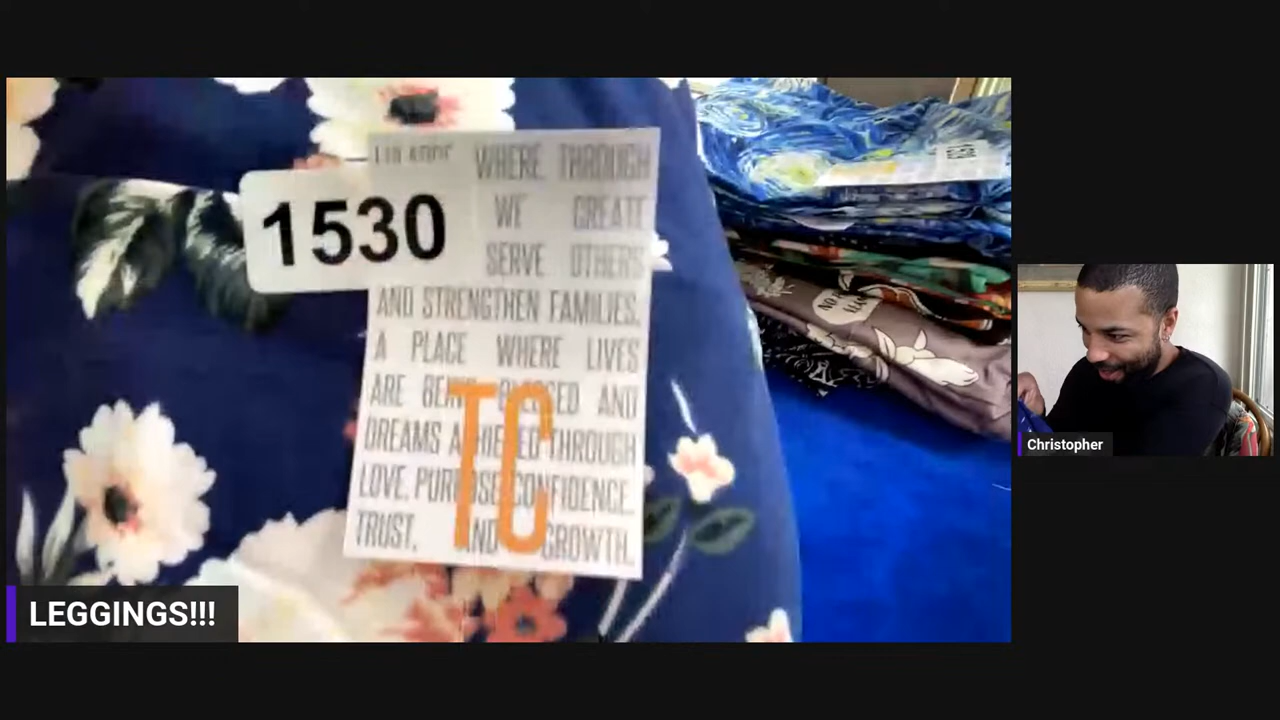 1530
WHERE THROUGH
WE CREATE
SERVE OTHERS
AND STRENGTHEN FAMILIES.
A PLACE WHERE LIVES
ARE AND
DREAMS THROUGH
LOVE, PURPOSE, CONFIDENCE,
TRUST, AND GROWTH.
TC
LEGGINGS!!!
Christopher